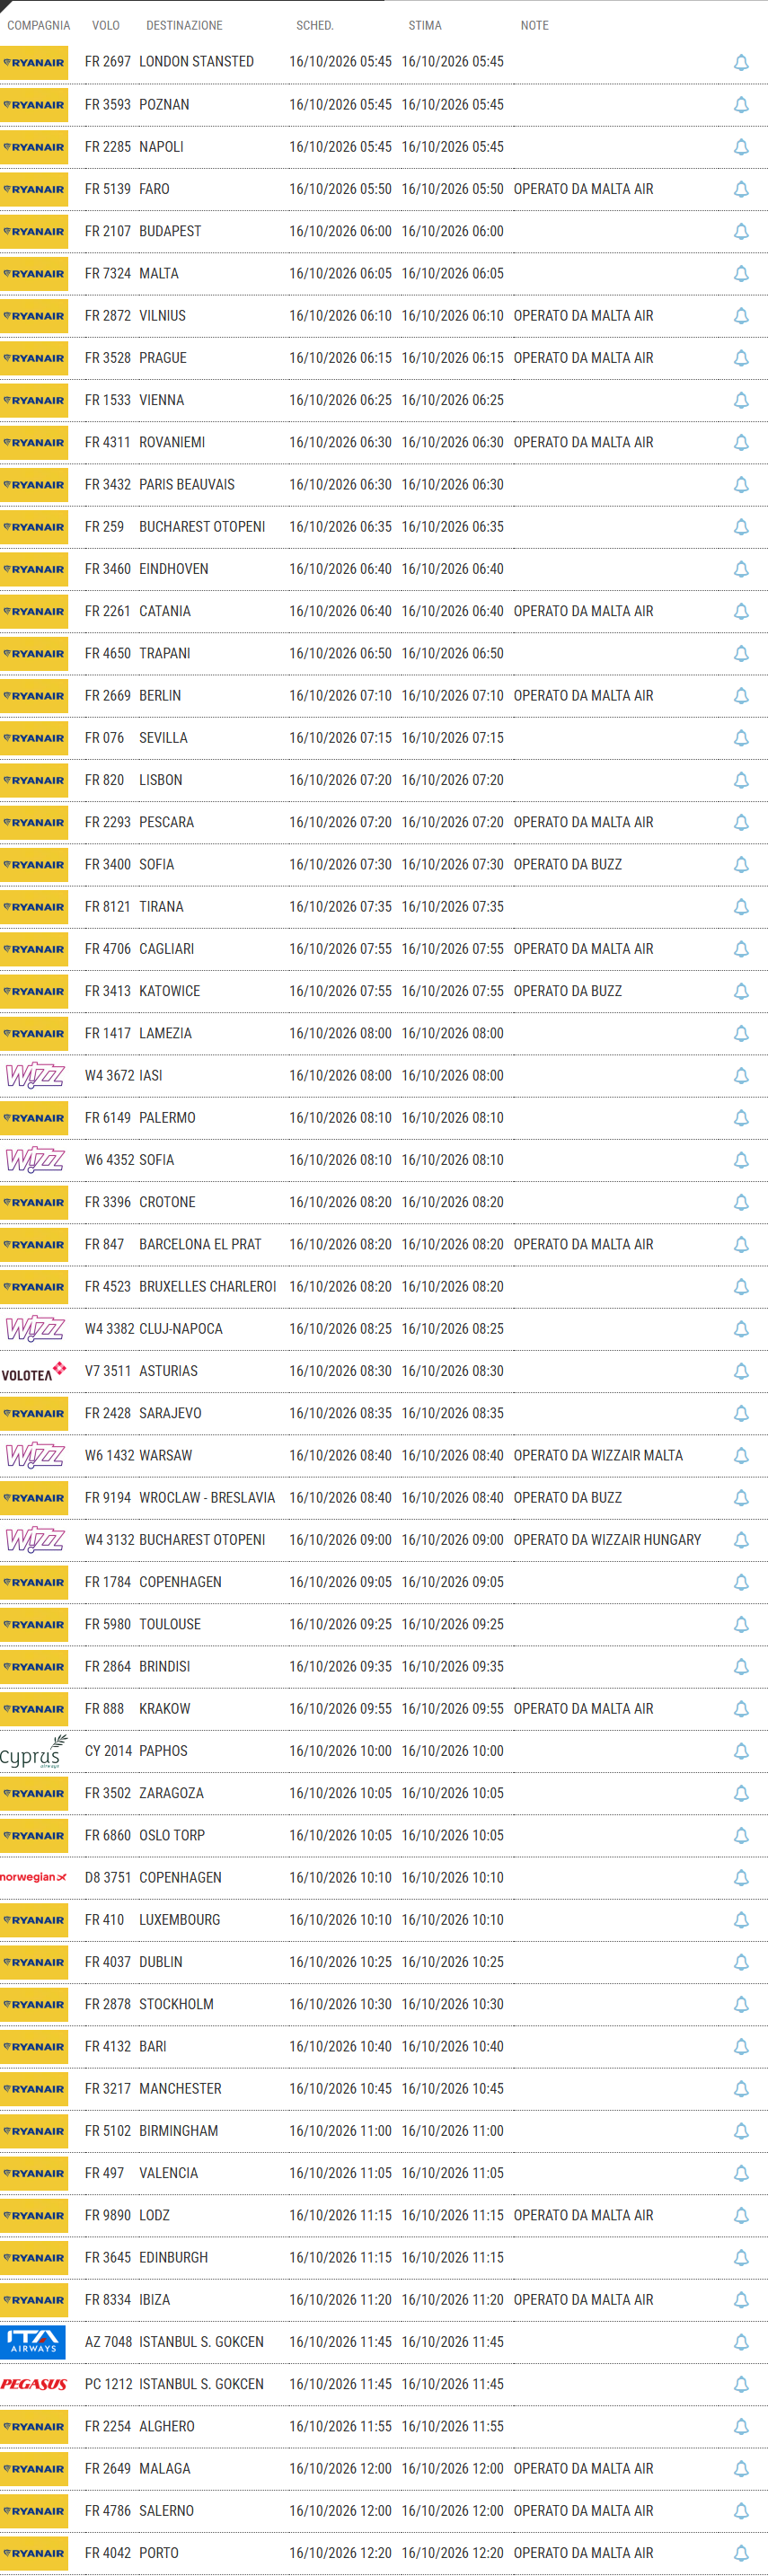 COMPAGNIA VOLO DESTINAZIONE SCHED. STIMA NOTE
RYANAIR FR 2697 LONDON STANSTED 16/10/2026 05:45 16/10/2026 05:45
RYANAIR FR 3593 POZNAN 16/10/2026 05:45 16/10/2026 05:45
RYANAIR FR 2285 NAPOLI 16/10/2026 05:45 16/10/2026 05:45
RYANAIR FR 5139 FARO 16/10/2026 05:50 16/10/2026 05:50 OPERATO DA MALTA AIR
RYANAIR FR 2107 BUDAPEST 16/10/2026 06:00 16/10/2026 06:00
RYANAIR FR 7324 MALTA 16/10/2026 06:05 16/10/2026 06:05
RYANAIR FR 2872 VILNIUS 16/10/2026 06:10 16/10/2026 06:10 OPERATO DA MALTA AIR
RYANAIR FR 3528 PRAGUE 16/10/2026 06:15 16/10/2026 06:15 OPERATO DA MALTA AIR
RYANAIR FR 1533 VIENNA 16/10/2026 06:25 16/10/2026 06:25
RYANAIR FR 4311 ROVANIEMI 16/10/2026 06:30 16/10/2026 06:30 OPERATO DA MALTA AIR
RYANAIR FR 3432 PARIS BEAUVAIS 16/10/2026 06:30 16/10/2026 06:30
RYANAIR FR 259 BUCHAREST OTOPENI 16/10/2026 06:35 16/10/2026 06:35
RYANAIR FR 3460 EINDHOVEN 16/10/2026 06:40 16/10/2026 06:40
RYANAIR FR 2261 CATANIA 16/10/2026 06:40 16/10/2026 06:40 OPERATO DA MALTA AIR
RYANAIR FR 4650 TRAPANI 16/10/2026 06:50 16/10/2026 06:50
RYANAIR FR 2669 BERLIN 16/10/2026 07:10 16/10/2026 07:10 OPERATO DA MALTA AIR
RYANAIR FR 076 SEVILLA 16/10/2026 07:15 16/10/2026 07:15
RYANAIR FR 820 LISBON 16/10/2026 07:20 16/10/2026 07:20
RYANAIR FR 2293 PESCARA 16/10/2026 07:20 16/10/2026 07:20 OPERATO DA MALTA AIR
RYANAIR FR 3400 SOFIA 16/10/2026 07:30 16/10/2026 07:30 OPERATO DA BUZZ
RYANAIR FR 8121 TIRANA 16/10/2026 07:35 16/10/2026 07:35
RYANAIR FR 4706 CAGLIARI 16/10/2026 07:55 16/10/2026 07:55 OPERATO DA MALTA AIR
RYANAIR FR 3413 KATOWICE 16/10/2026 07:55 16/10/2026 07:55 OPERATO DA BUZZ
RYANAIR FR 1417 LAMEZIA 16/10/2026 08:00 16/10/2026 08:00
WIZZ W4 3672 IASI 16/10/2026 08:00 16/10/2026 08:00
RYANAIR FR 6149 PALERMO 16/10/2026 08:10 16/10/2026 08:10
WIZZ W6 4352 SOFIA 16/10/2026 08:10 16/10/2026 08:10
RYANAIR FR 3396 CROTONE 16/10/2026 08:20 16/10/2026 08:20
RYANAIR FR 847 BARCELONA EL PRAT 16/10/2026 08:20 16/10/2026 08:20 OPERATO DA MALTA AIR
RYANAIR FR 4523 BRUXELLES CHARLEROI 16/10/2026 08:20 16/10/2026 08:20
WIZZ W4 3382 CLUJ-NAPOCA 16/10/2026 08:25 16/10/2026 08:25
VOLOTEA V7 3511 ASTURIAS 16/10/2026 08:30 16/10/2026 08:30
RYANAIR FR 2428 SARAJEVO 16/10/2026 08:35 16/10/2026 08:35
WIZZ W6 1432 WARSAW 16/10/2026 08:40 16/10/2026 08:40 OPERATO DA WIZZAIR MALTA
RYANAIR FR 9194 WROCLAW - BRESLAVIA 16/10/2026 08:40 16/10/2026 08:40 OPERATO DA BUZZ
WIZZ W4 3132 BUCHAREST OTOPENI 16/10/2026 09:00 16/10/2026 09:00 OPERATO DA WIZZAIR HUNGARY
RYANAIR FR 1784 COPENHAGEN 16/10/2026 09:05 16/10/2026 09:05
RYANAIR FR 5980 TOULOUSE 16/10/2026 09:25 16/10/2026 09:25
RYANAIR FR 2864 BRINDISI 16/10/2026 09:35 16/10/2026 09:35
RYANAIR FR 888 KRAKOW 16/10/2026 09:55 16/10/2026 09:55 OPERATO DA MALTA AIR
cyprus airways CY 2014 PAPHOS 16/10/2026 10:00 16/10/2026 10:00
RYANAIR FR 3502 ZARAGOZA 16/10/2026 10:05 16/10/2026 10:05
RYANAIR FR 6860 OSLO TORP 16/10/2026 10:05 16/10/2026 10:05
norwegian D8 3751 COPENHAGEN 16/10/2026 10:10 16/10/2026 10:10
RYANAIR FR 410 LUXEMBOURG 16/10/2026 10:10 16/10/2026 10:10
RYANAIR FR 4037 DUBLIN 16/10/2026 10:25 16/10/2026 10:25
RYANAIR FR 2878 STOCKHOLM 16/10/2026 10:30 16/10/2026 10:30
RYANAIR FR 4132 BARI 16/10/2026 10:40 16/10/2026 10:40
RYANAIR FR 3217 MANCHESTER 16/10/2026 10:45 16/10/2026 10:45
RYANAIR FR 5102 BIRMINGHAM 16/10/2026 11:00 16/10/2026 11:00
RYANAIR FR 497 VALENCIA 16/10/2026 11:05 16/10/2026 11:05
RYANAIR FR 9890 LODZ 16/10/2026 11:15 16/10/2026 11:15 OPERATO DA MALTA AIR
RYANAIR FR 3645 EDINBURGH 16/10/2026 11:15 16/10/2026 11:15
RYANAIR FR 8334 IBIZA 16/10/2026 11:20 16/10/2026 11:20 OPERATO DA MALTA AIR
ITA AIRWAYS AZ 7048 ISTANBUL S. GOKCEN 16/10/2026 11:45 16/10/2026 11:45
PEGASUS PC 1212 ISTANBUL S. GOKCEN 16/10/2026 11:45 16/10/2026 11:45
RYANAIR FR 2254 ALGHERO 16/10/2026 11:55 16/10/2026 11:55
RYANAIR FR 2649 MALAGA 16/10/2026 12:00 16/10/2026 12:00 OPERATO DA MALTA AIR
RYANAIR FR 4786 SALERNO 16/10/2026 12:00 16/10/2026 12:00 OPERATO DA MALTA AIR
RYANAIR FR 4042 PORTO 16/10/2026 12:20 16/10/2026 12:20 OPERATO DA MALTA AIR